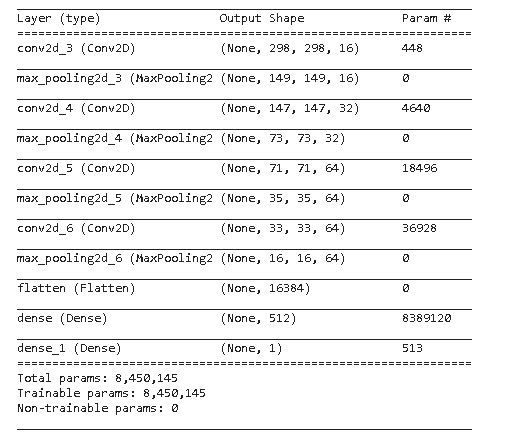 Layer (type) Output Shape Param #
=================================================================
conv2d_3 (Conv2D) (None, 298, 298, 16) 448
max_pooling2d_3 (MaxPooling2 (None, 149, 149, 16) 0
conv2d_4 (Conv2D) (None, 147, 147, 32) 4640
max_pooling2d_4 (MaxPooling2 (None, 73, 73, 32) 0
conv2d_5 (Conv2D) (None, 71, 71, 64) 18496
max_pooling2d_5 (MaxPooling2 (None, 35, 35, 64) 0
conv2d_6 (Conv2D) (None, 33, 33, 64) 36928
max_pooling2d_6 (MaxPooling2 (None, 16, 16, 64) 0
flatten (Flatten) (None, 16384) 0
dense (Dense) (None, 512) 8389120
dense_1 (Dense) (None, 1) 513
=================================================================
Total params: 8,450,145
Trainable params: 8,450,145
Non-trainable params: 0